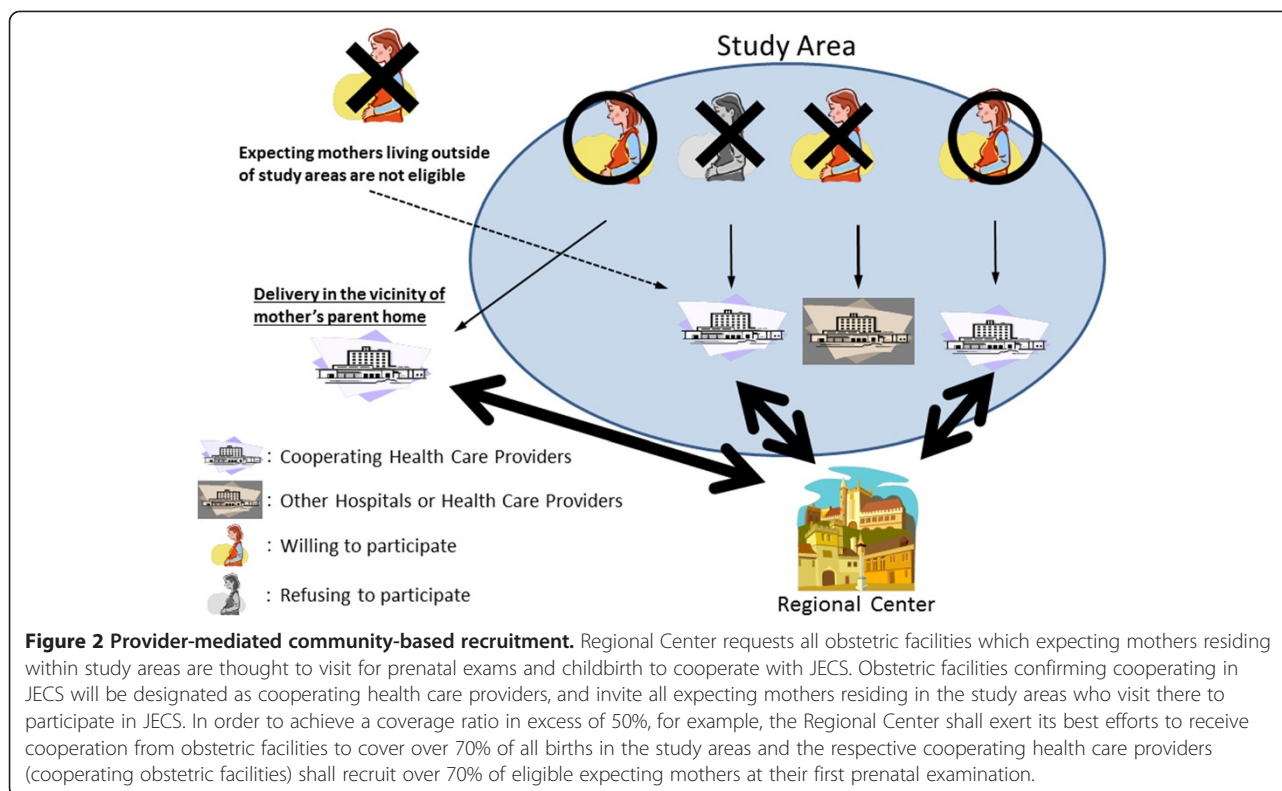 Study Area
Expecting mothers living outside
of study areas are not eligible
Delivery in the vicinity of
mother's parent home
: Cooperating Health Care Providers
: Other Hospitals or Health Care Providers
: Willing to participate
: Refusing to participate
Regional Center
Figure 2 Provider-mediated community-based recruitment. Regional Center requests all obstetric facilities which expecting mothers residing
within study areas are thought to visit for prenatal exams and childbirth to cooperate with JECS. Obstetric facilities confirming cooperating in
JECS will be designated as cooperating health care providers, and invite all expecting mothers residing in the study areas who visit there to
participate in JECS. In order to achieve a coverage ratio in excess of 50%, for example, the Regional Center shall exert its best efforts to receive
cooperation from obstetric facilities to cover over 70% of all births in the study areas and the respective cooperating health care providers
(cooperating obstetric facilities) shall recruit over 70% of eligible expecting mothers at their first prenatal examination.